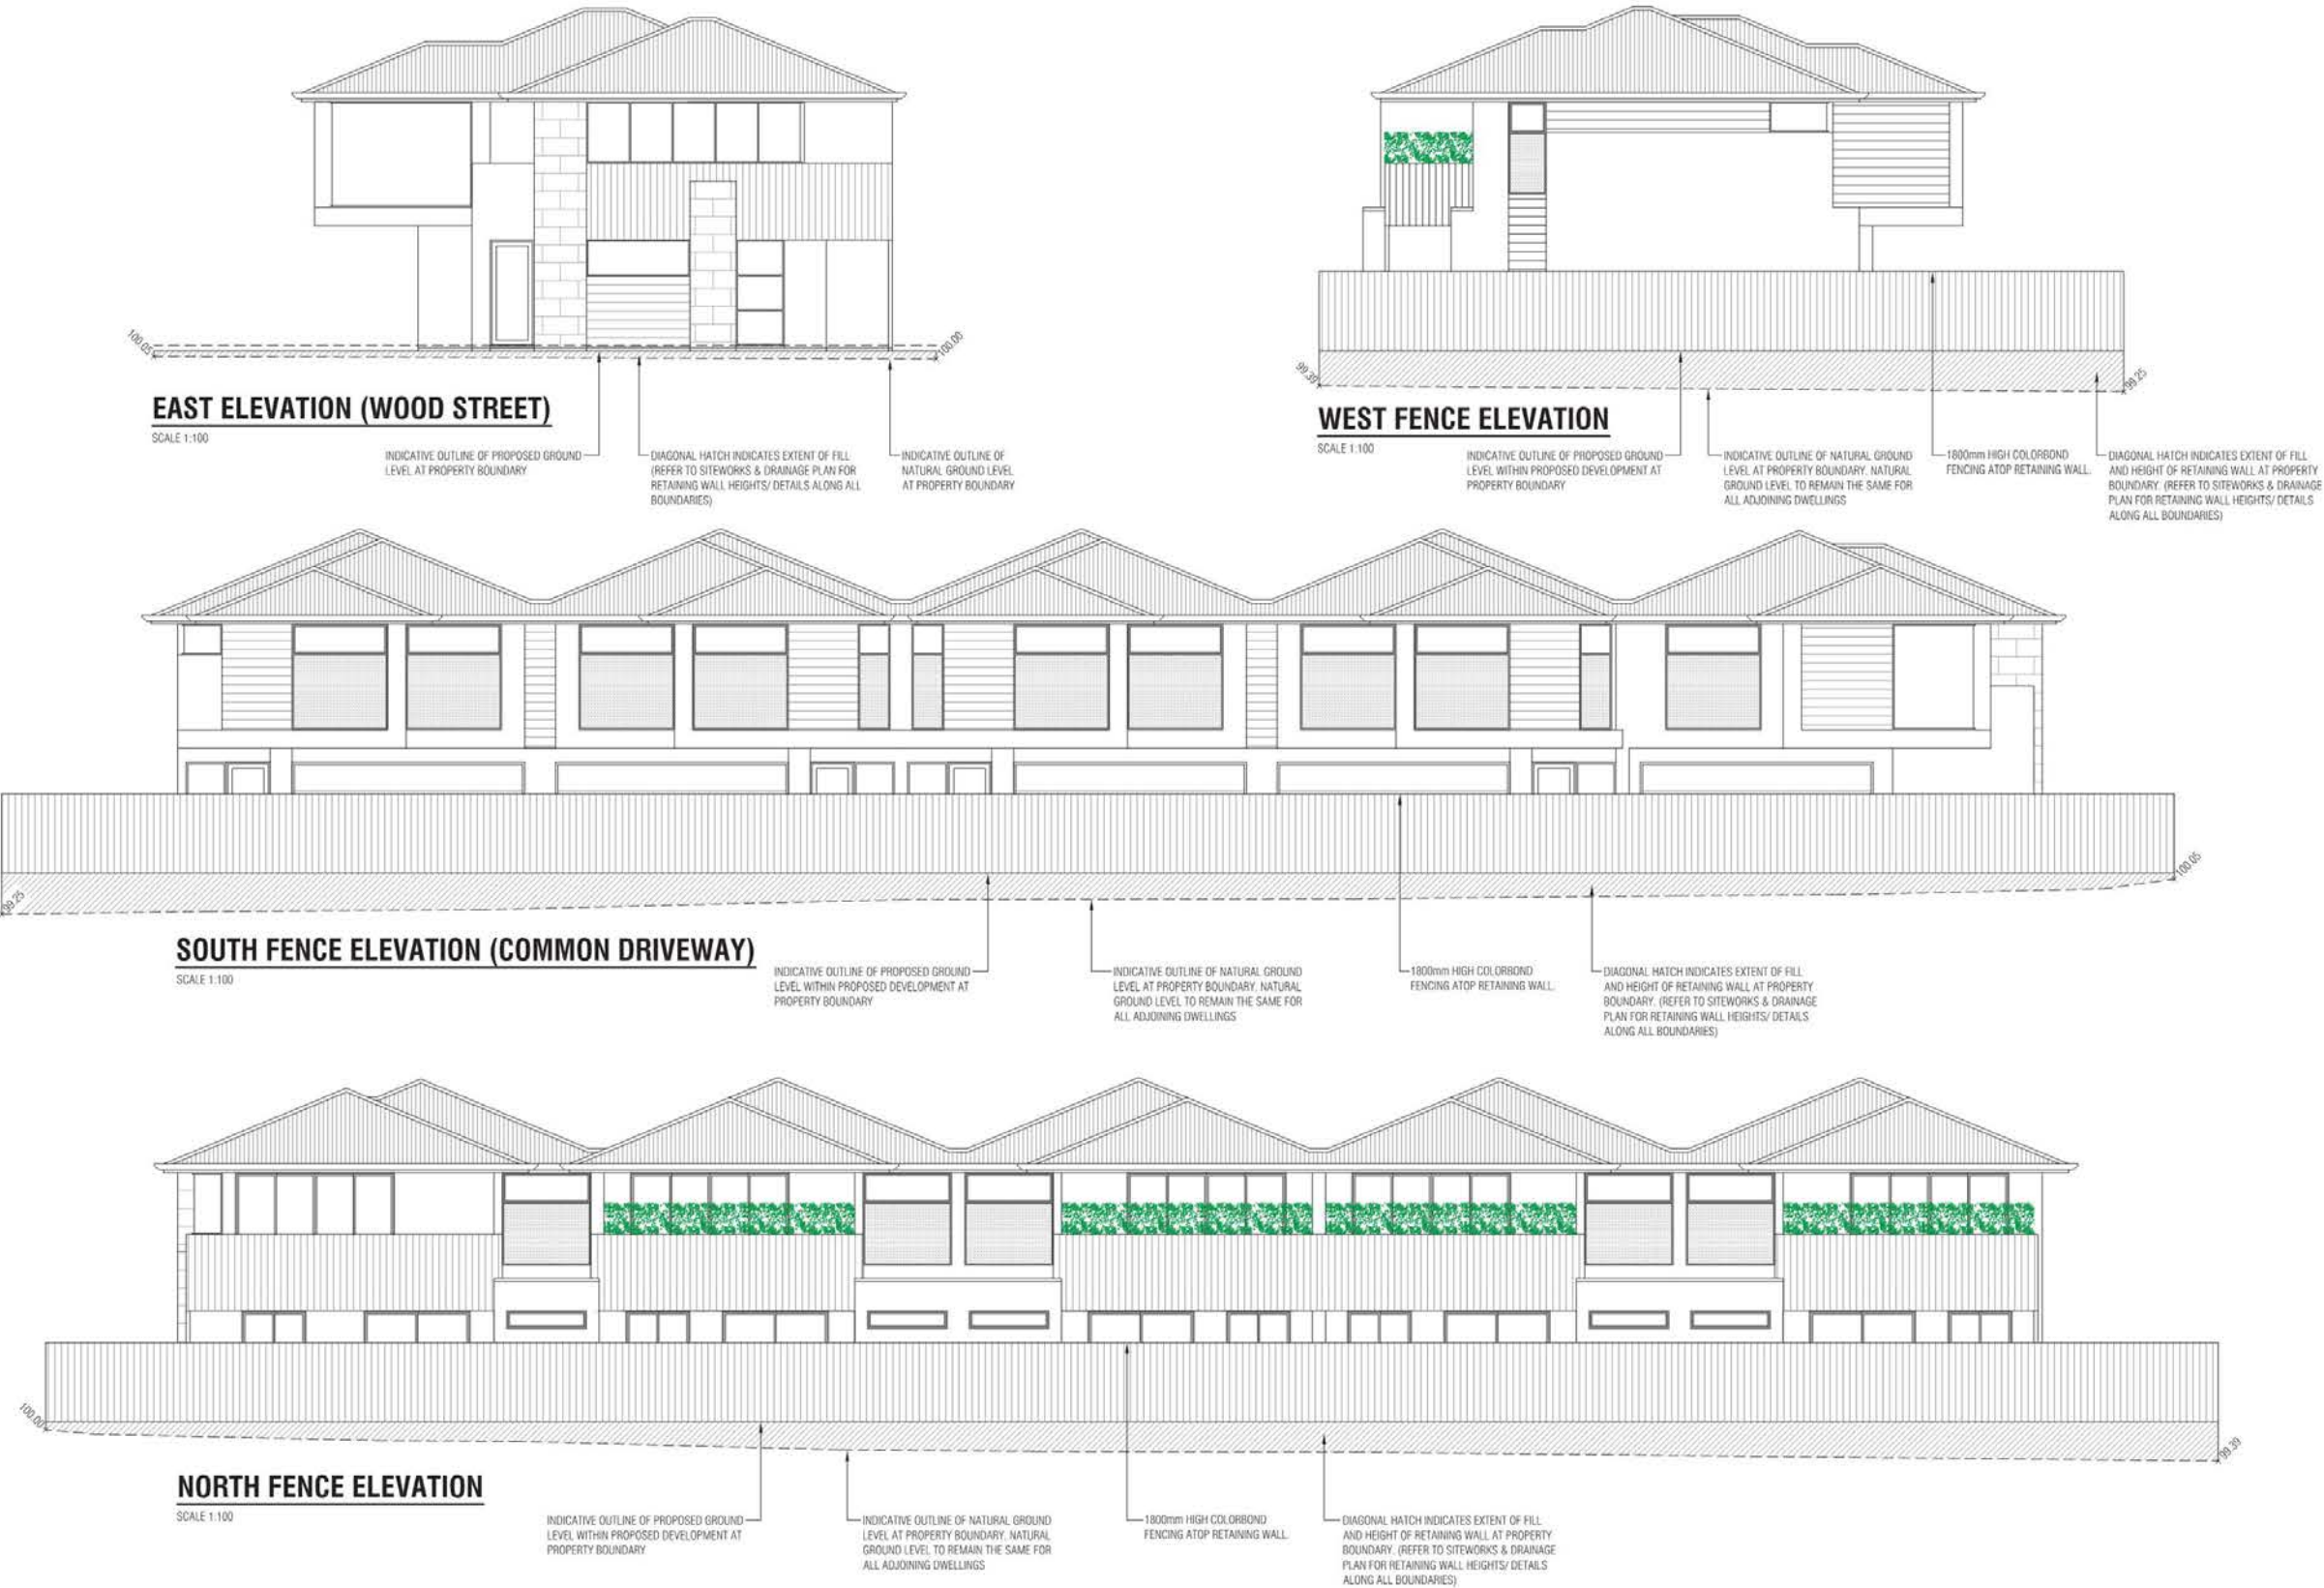 100.05
100.00
EAST ELEVATION (WOOD STREET)
SCALE 1:100
INDICATIVE OUTLINE OF PROPOSED GROUND
LEVEL AT PROPERTY BOUNDARY
DIAGONAL HATCH INDICATES EXTENT OF FILL
(REFER TO SITEWORKS & DRAINAGE PLAN FOR
RETAINING WALL HEIGHTS/ DETAILS ALONG ALL
BOUNDARIES)
INDICATIVE OUTLINE OF
NATURAL GROUND LEVEL
AT PROPERTY BOUNDARY
99.39
99.25
WEST FENCE ELEVATION
SCALE 1:100
INDICATIVE OUTLINE OF PROPOSED GROUND
LEVEL WITHIN PROPOSED DEVELOPMENT AT
PROPERTY BOUNDARY
INDICATIVE OUTLINE OF NATURAL GROUND
LEVEL AT PROPERTY BOUNDARY. NATURAL
GROUND LEVEL TO REMAIN THE SAME FOR
ALL ADJOINING DWELLINGS
1800mm HIGH COLORBOND
FENCING ATOP RETAINING WALL.
DIAGONAL HATCH INDICATES EXTENT OF FILL
AND HEIGHT OF RETAINING WALL AT PROPERTY
BOUNDARY. (REFER TO SITEWORKS & DRAINAGE
PLAN FOR RETAINING WALL HEIGHTS/ DETAILS
ALONG ALL BOUNDARIES)
99.25
100.05
SOUTH FENCE ELEVATION (COMMON DRIVEWAY)
SCALE 1:100
INDICATIVE OUTLINE OF PROPOSED GROUND
LEVEL WITHIN PROPOSED DEVELOPMENT AT
PROPERTY BOUNDARY
INDICATIVE OUTLINE OF NATURAL GROUND
LEVEL AT PROPERTY BOUNDARY. NATURAL
GROUND LEVEL TO REMAIN THE SAME FOR
ALL ADJOINING DWELLINGS
1800mm HIGH COLORBOND
FENCING ATOP RETAINING WALL.
DIAGONAL HATCH INDICATES EXTENT OF FILL
AND HEIGHT OF RETAINING WALL AT PROPERTY
BOUNDARY. (REFER TO SITEWORKS & DRAINAGE
PLAN FOR RETAINING WALL HEIGHTS/ DETAILS
ALONG ALL BOUNDARIES)
100.00
99.39
NORTH FENCE ELEVATION
SCALE 1:100
INDICATIVE OUTLINE OF PROPOSED GROUND
LEVEL WITHIN PROPOSED DEVELOPMENT AT
PROPERTY BOUNDARY
INDICATIVE OUTLINE OF NATURAL GROUND
LEVEL AT PROPERTY BOUNDARY. NATURAL
GROUND LEVEL TO REMAIN THE SAME FOR
ALL ADJOINING DWELLINGS
1800mm HIGH COLORBOND
FENCING ATOP RETAINING WALL.
DIAGONAL HATCH INDICATES EXTENT OF FILL
AND HEIGHT OF RETAINING WALL AT PROPERTY
BOUNDARY. (REFER TO SITEWORKS & DRAINAGE
PLAN FOR RETAINING WALL HEIGHTS/ DETAILS
ALONG ALL BOUNDARIES)